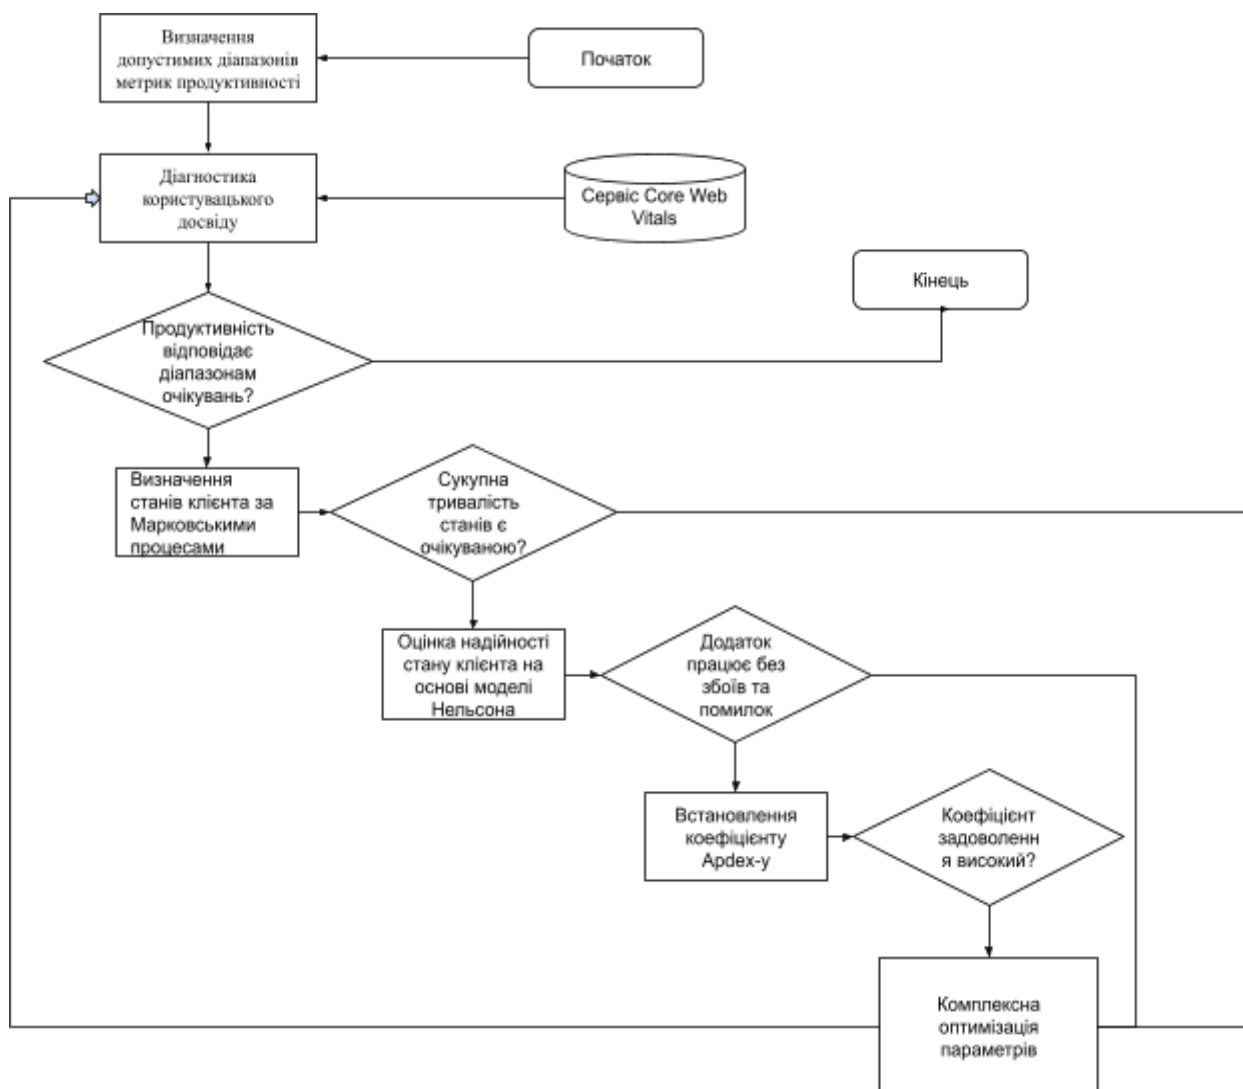 Визначення
допустимих діапазонів
метрик продуктивності
Початок
Діагностика
користувацького
досвіду
Сервіс Core Web
Vitals
Кінець
Продуктивність
відповідає
діапазонам
очікувань?
Визначення
станів клієнта за
Марковськими
процесами
Сукупна
тривалість
станів є
очікуваною?
Оцінка надійності
стану клієнта на
основі моделі
Нельсона
Додаток
працює без
збоїв та
помилок
Встановлення
коефіцієнту
Apdex-у
Коефіцієнт
задоволенн
я високий?
Комплексна
оптимізація
параметрів